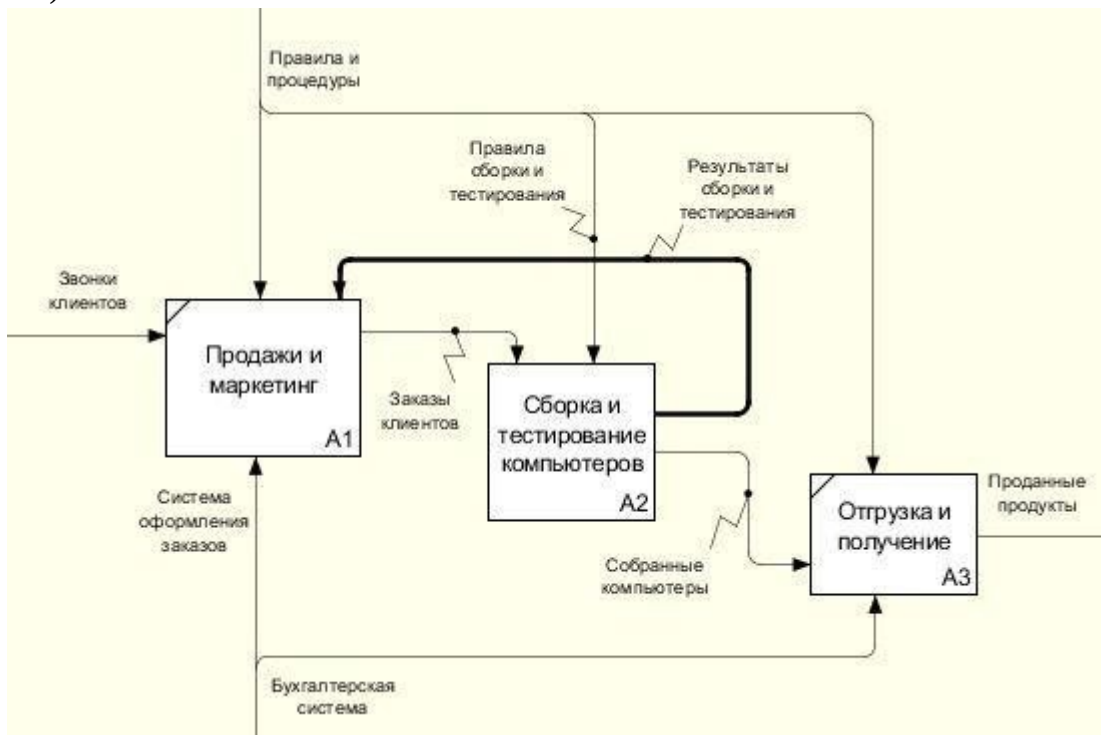 Правила и
процедуры
Правила
сборки и
тестирования
Результаты
сборки и
тестирования
Звонки
клиентов
Продажи и
маркетинг
A1
Заказы
клиентов
Сборка и
тестирование
компьютеров
A2
Система
оформления
заказов
Собранные
компьютеры
Отгрузка и
получение
A3
Проданные
продукты
Бухгалтерская
система